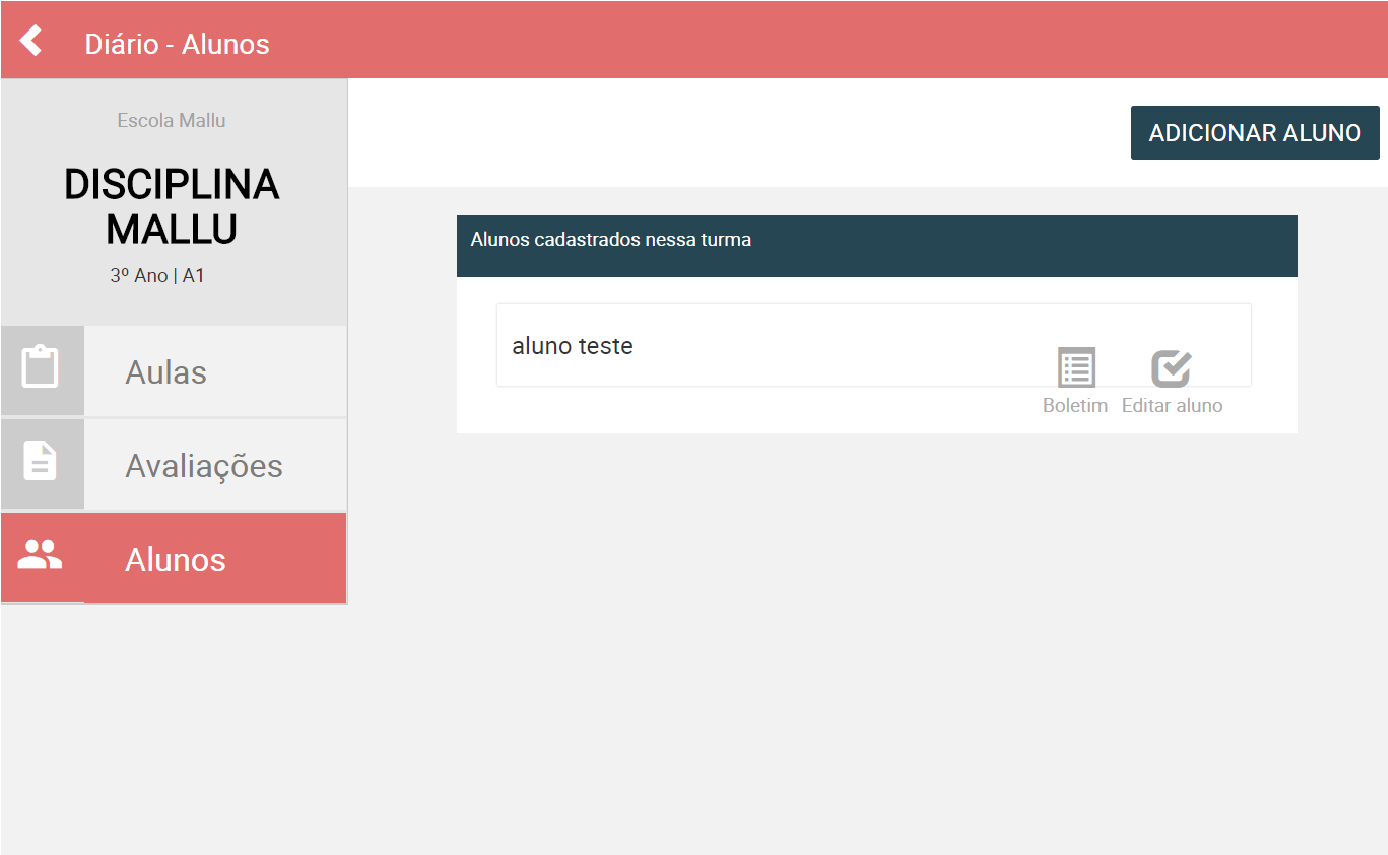 Diário - Alunos
Escola Mallu
DISCIPLINA
MALLU
3º Ano | A1
Aulas
Avaliações
Alunos
ADICIONAR ALUNO
Alunos cadastrados nessa turma
aluno teste
Boletim Editar aluno